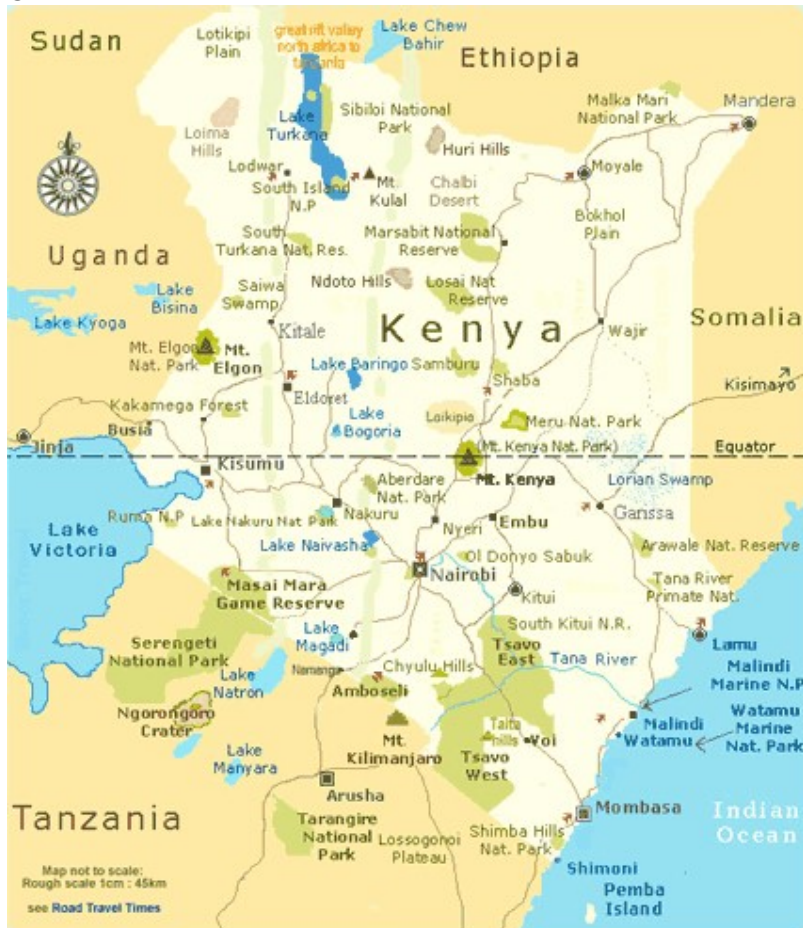 Sudan
Lotikipi
Plain
great rift valley
north africa to
tanzania
Lake Chew
Bahir
Ethiopia
Malka Mari
National Park
Mandera
Lake
Turkana
Sibiloi National
Park
Loima
Hills
Huri Hills
Lodwar
South Island
N.P
Mt.
Kulal
Chalbi
Desert
Moyale
Bokhol
Plain
Uganda
South
Turkana Nat. Res.
Marsabit National
Reserve
Lake
Bisina
Saiwa
Swamp
Ndoto Hills
Losai Nat
Reserve
Lake Kyoga
Kitale
Kenya
Wajir
Somalia
Mt. Elgon
Nat. Park
Mt.
Elgon
Lake Baringo
Samburu
Shaba
Kisimayo
Eldoret
Kakamega Forest
Lake
Bogoria
Laikipia
Meru Nat. Park
Busia
Jinja
(Mt. Kenya Nat. Park)
Equator
Kisumu
Mt. Kenya
Lorian Swamp
Aberdare
Nat. Park
Ruma N.P
Lake Nakuru Nat Park
Nakuru
Nyeri
Embu
Garissa
Lake
Victoria
Lake Naivasha
Ol Donyo Sabuk
Arawale Nat. Reserve
Nairobi
Masai Mara
Game Reserve
Kitui
Tana River
Primate Nat.
Serengeti
National Park
Lake
Magadi
South Kitui N.R.
Tsavo
East
Tana River
Lamu
Lake
Natron
Namanga
Chyulu Hills
Malindi
Marine N.P
Amboseli
Ngorongoro
Crater
Mt.
Kilimanjaro
Taita
hills
Voi
Malindi
Watamu
Watamu
Marine
Nat. Park
Lake
Manyara
Tsavo
West
Arusha
Mombasa
Indian
Ocean
Tanzania
Tarangire
National
Park
Lossogonoi
Plateau
Shimba Hills
Nat. Park
Shimoni
Pemba
Island
Map not to scale:
Rough scale 1cm : 45km
see Road Travel Times